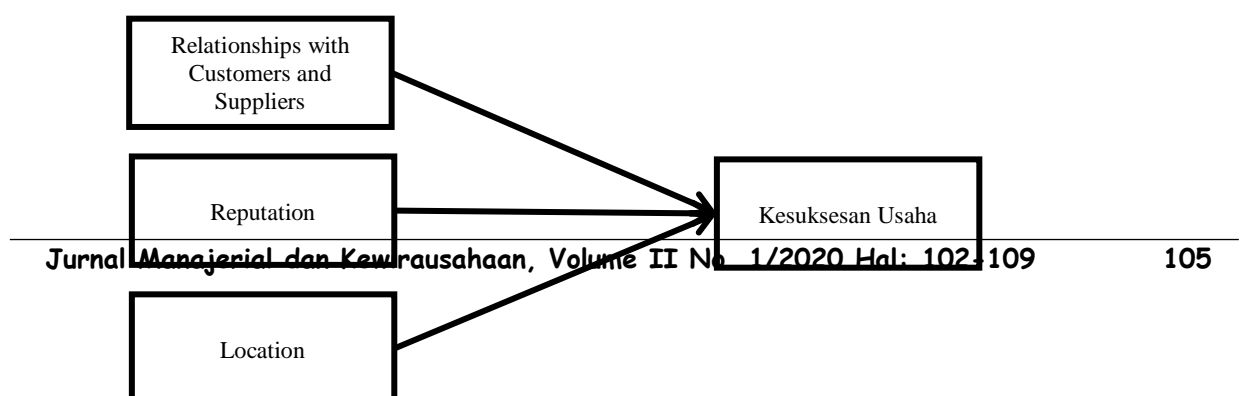 Relationships with
Customers and
Suppliers
Reputation
Kesuksesan Usaha
Jurnal Manajerial dan Kewirausahaan, Volume II No. 1/2020 Hal: 102-109 105
Location